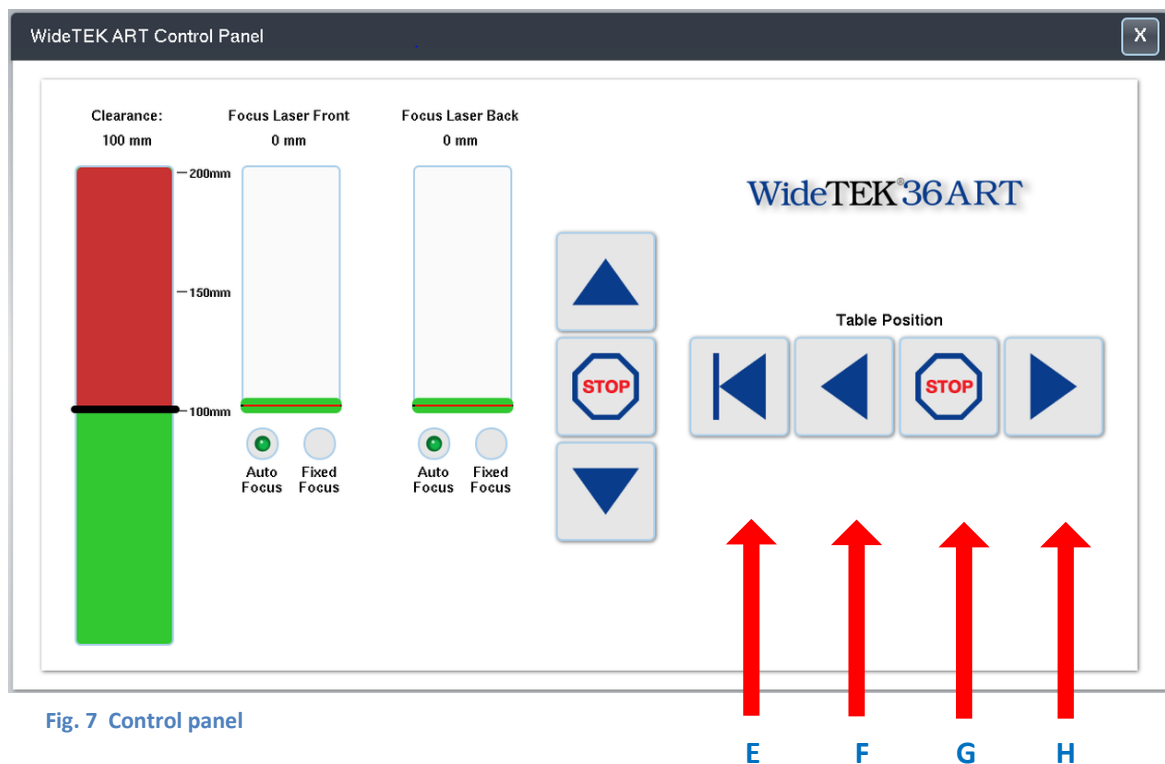 WideTEK ART Control Panel
X
Clearance:
100 mm
Focus Laser Front
0 mm
Focus Laser Back
0 mm
200mm
150mm
100mm
Auto Focus
Fixed Focus
Auto Focus
Fixed Focus
STOP
WideTEK®36ART
Table Position
STOP
Fig. 7 Control panel
E F G H